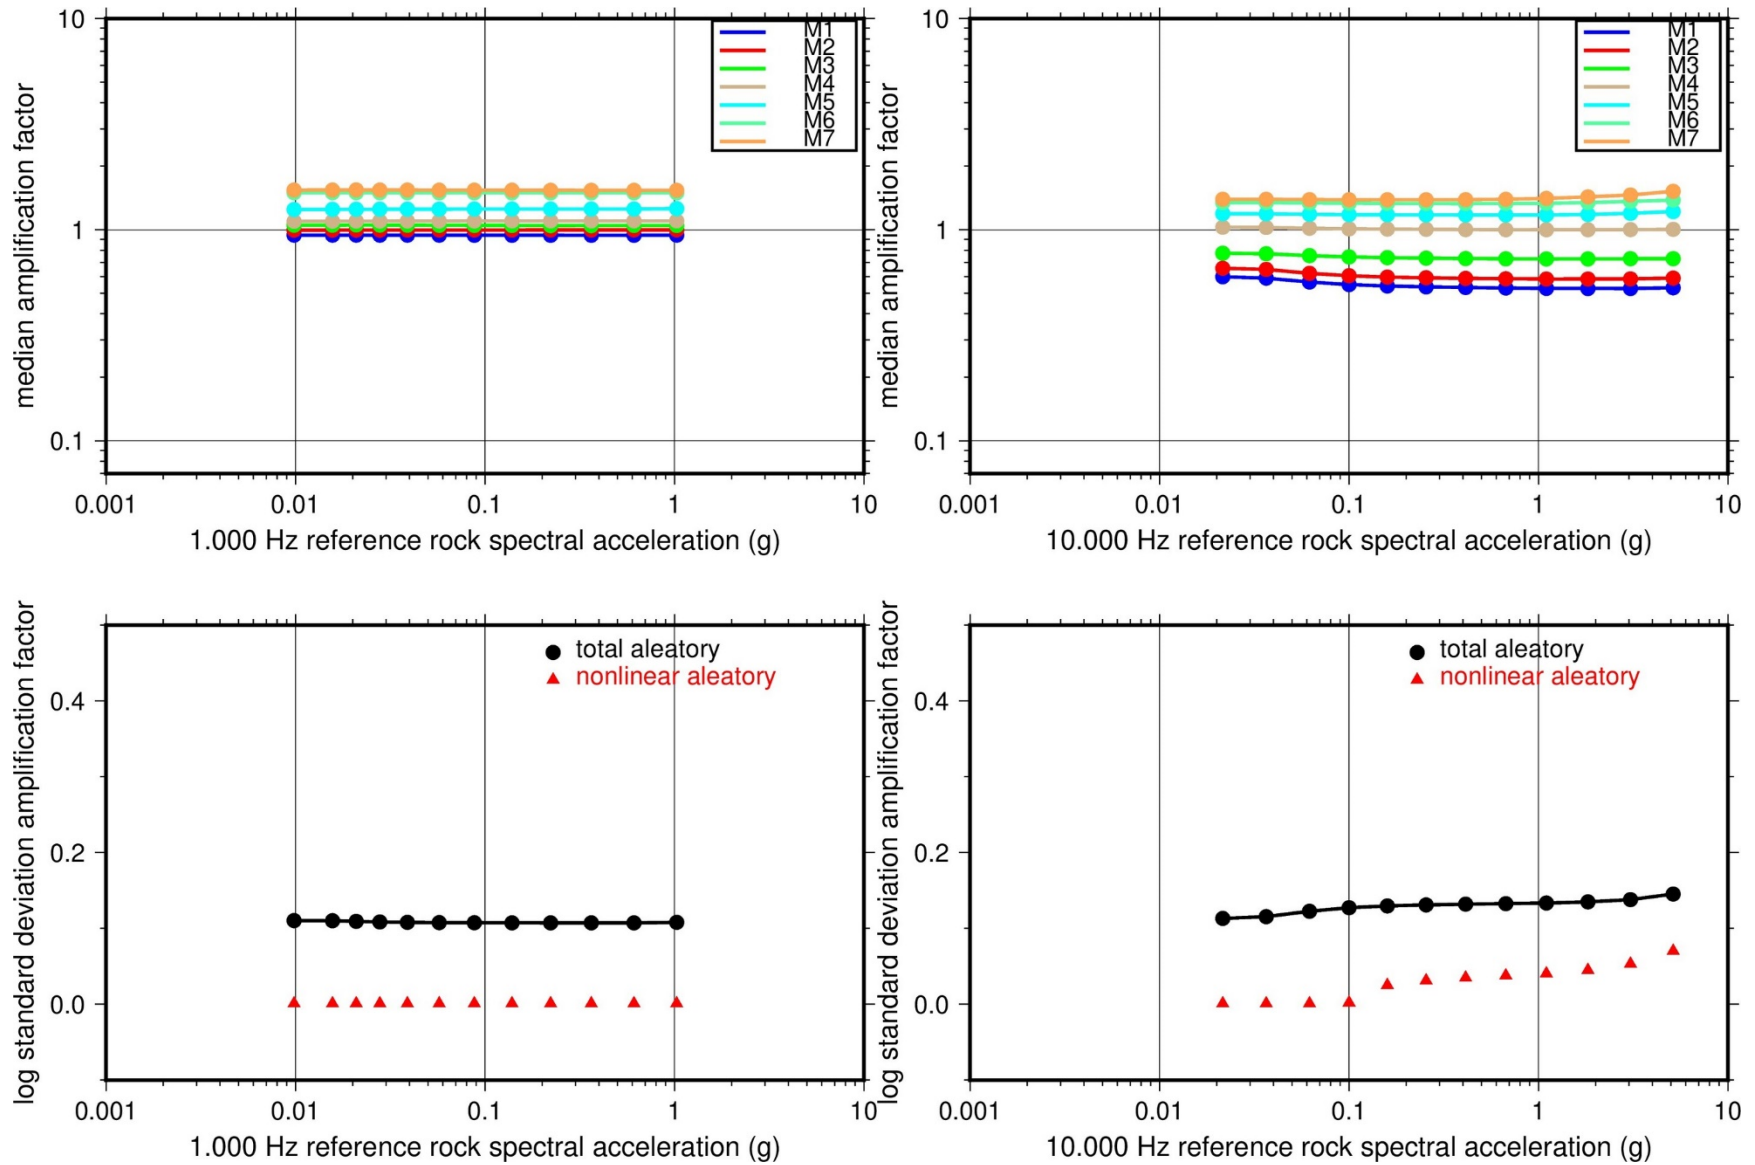 10
1
0.1
median amplification factor
M1
M2
M3
M4
M5
M6
M7
0.001
0.01
0.1
1
10
1.000 Hz reference rock spectral acceleration (g)
10
1
0.1
median amplification factor
M1
M2
M3
M4
M5
M6
M7
0.001
0.01
0.1
1
10
10.000 Hz reference rock spectral acceleration (g)
0.4
0.2
0.0
log standard deviation amplification factor
total aleatory
nonlinear aleatory
0.001
0.01
0.1
1
10
1.000 Hz reference rock spectral acceleration (g)
0.4
0.2
0.0
log standard deviation amplification factor
total aleatory
nonlinear aleatory
0.001
0.01
0.1
1
10
10.000 Hz reference rock spectral acceleration (g)